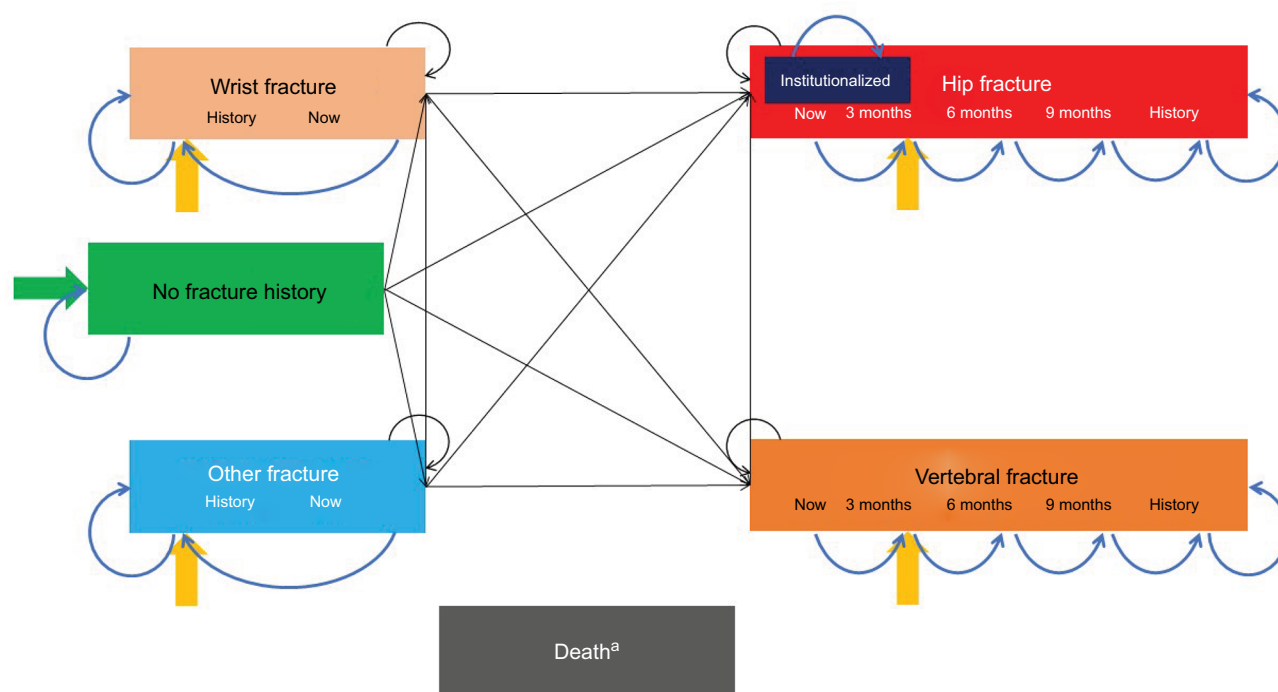 Wrist fracture
History Now
Institutionalized
Hip fracture
Now 3 months 6 months 9 months History
No fracture history
Other fracture
History Now
Vertebral fracture
Now 3 months 6 months 9 months History
Deathᵃ